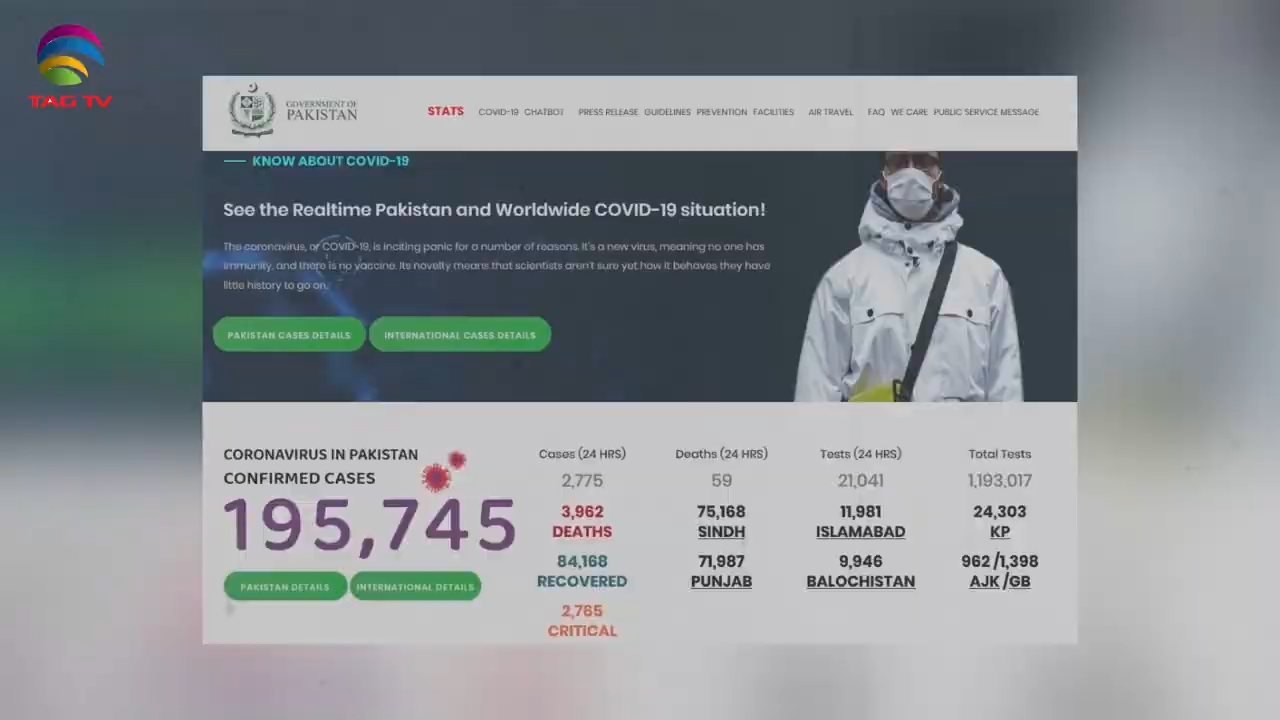 TAG TV
GOVERNMENT OF
PAKISTAN
STATS COVID-19 CHATBOT PRESS RELEASE GUIDELINES PREVENTION FACILITIES AIR TRAVEL FAQ WE CARE PUBLIC SERVICE MESSAGE
KNOW ABOUT COVID-19
See the Realtime Pakistan and Worldwide COVID-19 situation!
The coronavirus, or COVID-19, is inciting panic for a number of reasons. It's a new virus, meaning no one has
immunity, and there is no vaccine. Its novelty means that scientists aren't sure yet how it behaves they have
little history to go on.
PAKISTAN CASES DETAILS INTERNATIONAL CASES DETAILS
CORONAVIRUS IN PAKISTAN
CONFIRMED CASES
195,745
PAKISTAN DETAILS INTERNATIONAL DETAILS
Cases (24 HRS) Deaths (24 HRS) Tests (24 HRS) Total Tests
2,775 59 21,041 1,193,017
3,962 75,168 11,981 24,303
DEATHS SINDH ISLAMABAD KP
84,168 71,987 9,946 962 /1,398
RECOVERED PUNJAB BALOCHISTAN AJK /GB
2,765
CRITICAL